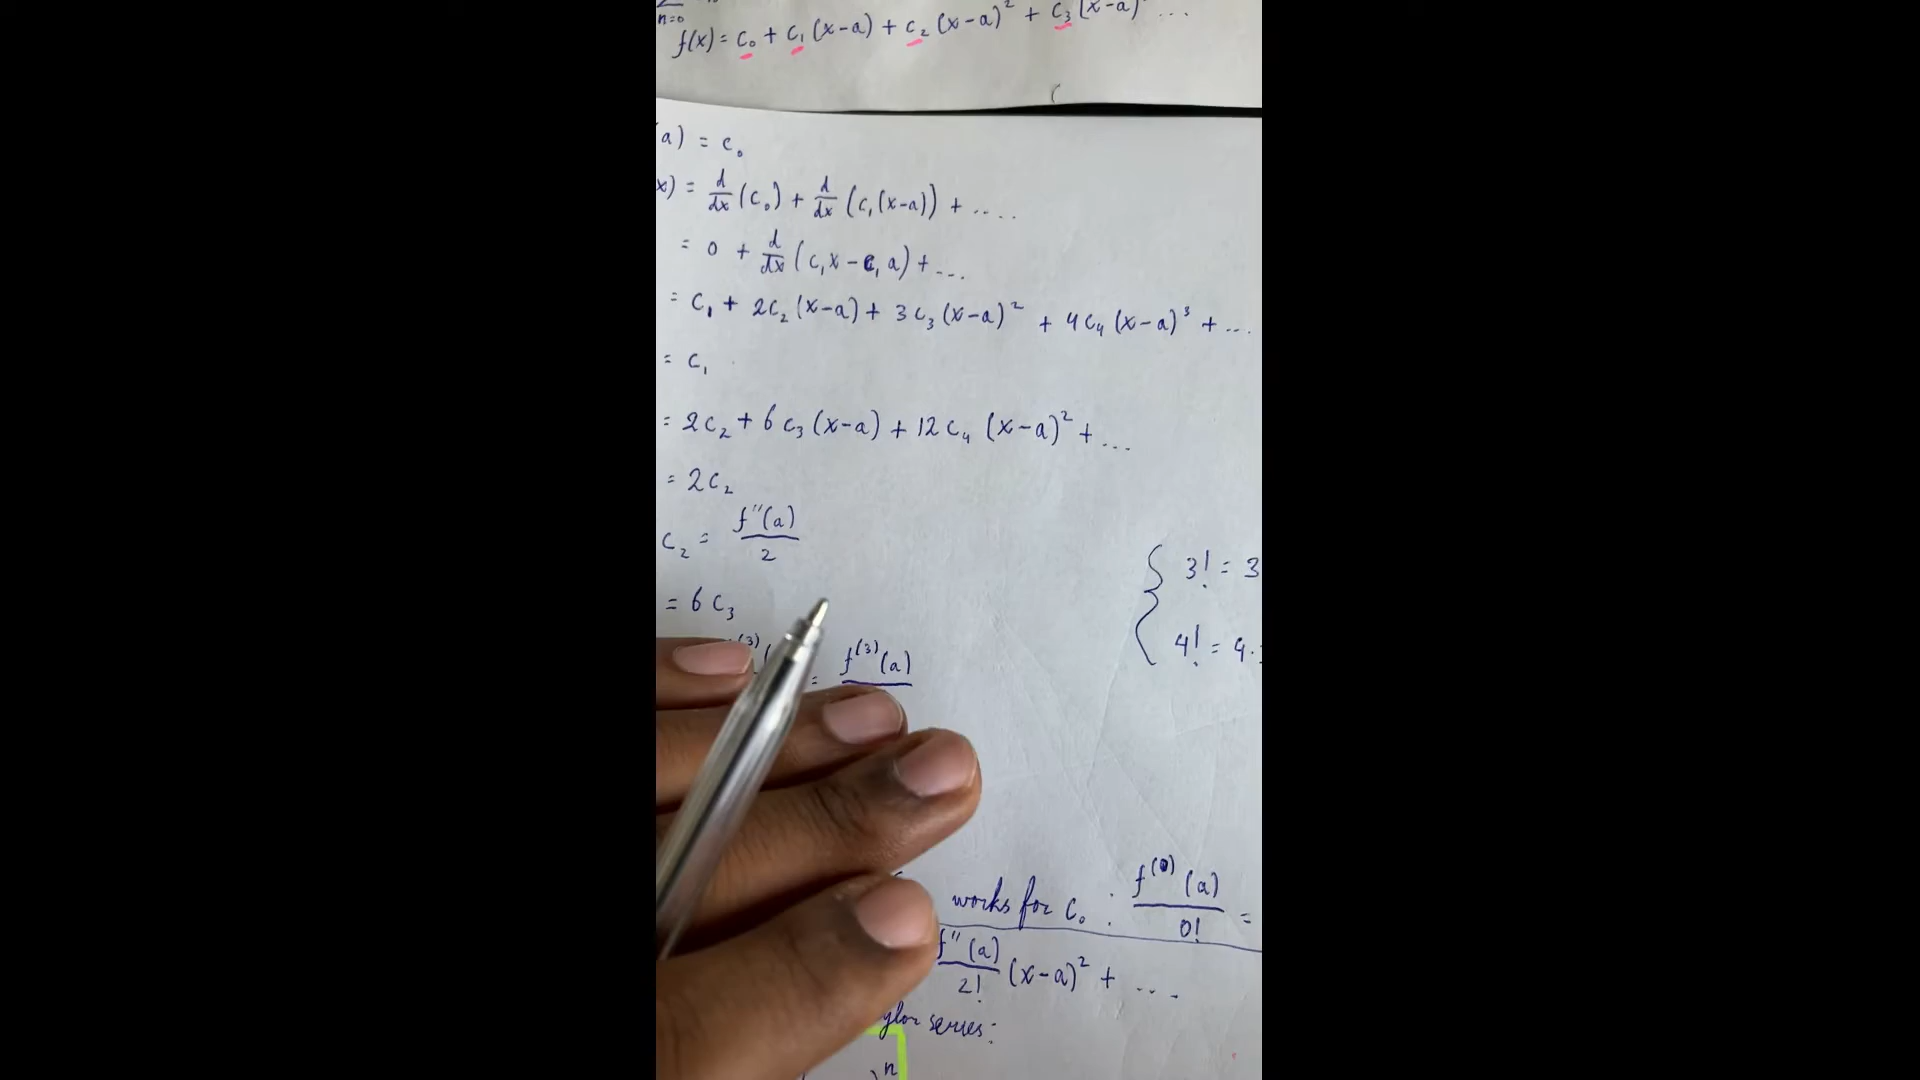 n=0
f(x) = c₀ + c₁(x-a) + c₂(x-a)² + c₃(x-a) ...
(
(a) = c₀
x) = d/dx (c₀) + d/dx (c₁(x-a)) + ....
= 0 + d/dx (c₁x - c₁a) + ...
= c₁ + 2c₂(x-a) + 3c₃(x-a)² + 4c₄(x-a)³ + ...
= c₁
= 2c₂ + 6c₃(x-a) + 12c₄(x-a)² + ...
= 2c₂
c₂ = f''(a)/2
{ 3! = 3
= 6c₃
4! = 4.
(3)( = f⁽³⁾(a)
works for c₀ : f⁽⁰⁾(a)/0! =
f''(a)/2! (x-a)² + ...
series:
)ⁿ